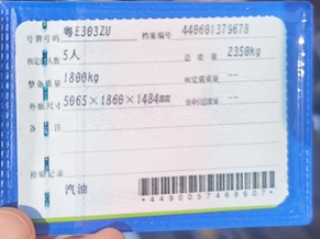 号牌号码 粤E303ZU 档案编号 440601379678
核定载人数 5人 总质量 2350kg
整备质量 1800kg 核定载质量 --
外廓尺寸 5065×1860×1484mm 准牵引总质量 --
备注
检验记录
汽油